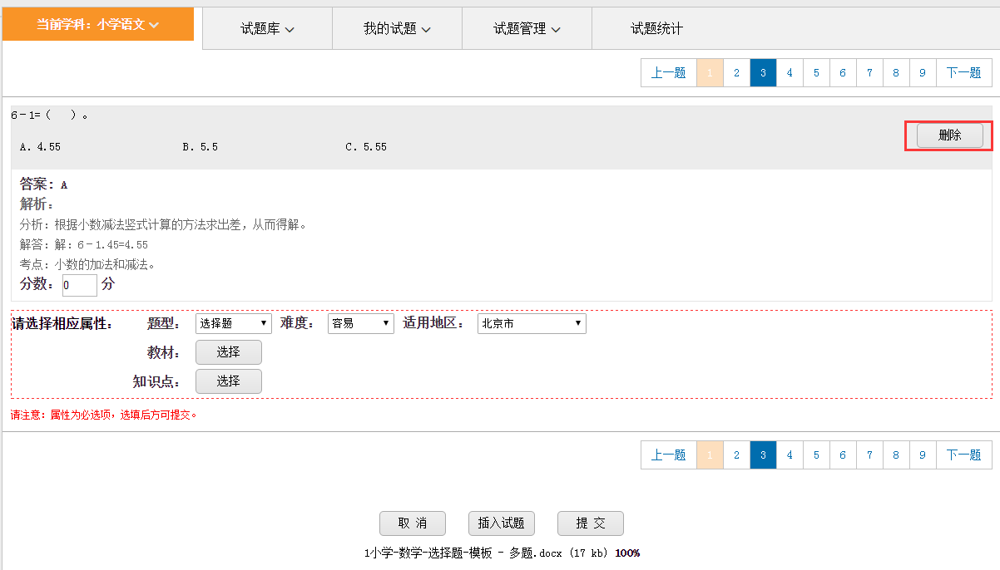 当前学科：小学语文 试题库 我的试题 试题管理 试题统计
上一题 1 2 3 4 5 6 7 8 9 下一题
6－1=（ ）。
删除
A. 4.55 B. 5.5 C. 5.55
答案：A
解析：
分析：根据小数减法竖式计算的方法求出差，从而得解。
解答：解：6－1.45=4.55
考点：小数的加法和减法。
分数：0 分
请选择相应属性： 题型： 选择题 难度： 容易 适用地区： 北京市
教材： 选择
知识点： 选择
请注意：属性为必选项，选填后方可提交。
上一题 1 2 3 4 5 6 7 8 9 下一题
取 消 插入试题 提 交
1小学-数学-选择题-模板 - 多题.docx (17 kb) 100%